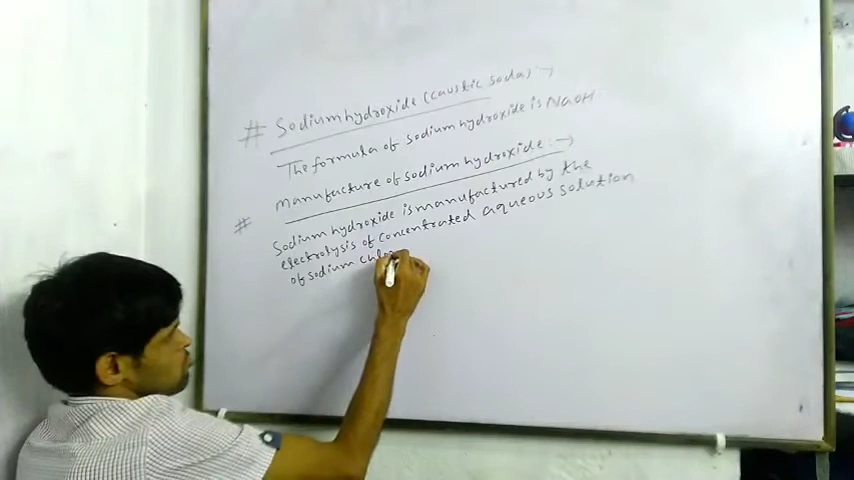 # Sodium hydroxide (caustic soda) :→
The formula of sodium hydroxide is NaOH
# manufacture of sodium hydroxide :→
Sodium hydroxide is manufactured by the
electrolysis of concentrated aqueous solution
of sodium chlo